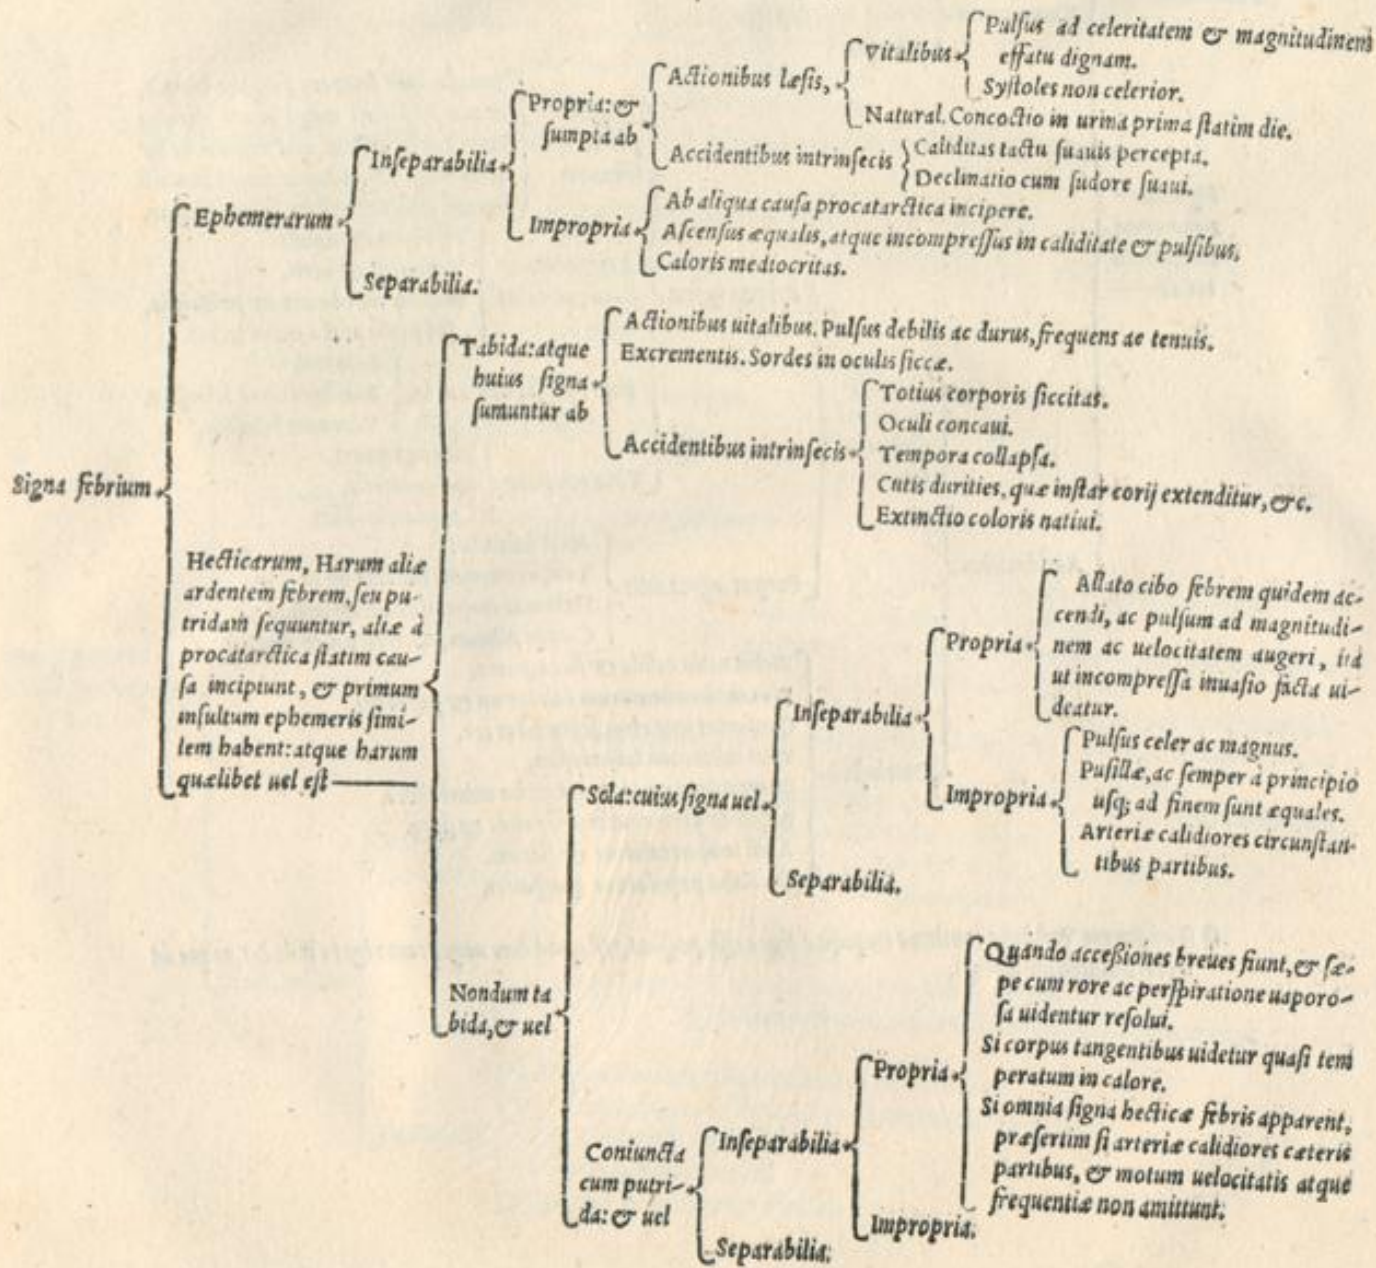 Signa febrium
Ephemerarum
Inſeparabilia
Propria: &
ſumpta ab
Actionibus læſis,
Vitalibus
Pulſus ad celeritatem & magnitudinem
effatu dignam.
Syſtoles non celerior.
Natural. Concoctio in urina prima ſtatim die.
Accidentibus intrinſecis
Caliditas tactu ſuauis percepta.
Declinatio cum ſudore ſuaui.
Impropria
Ab aliqua cauſa procatarctica incipere.
Aſcenſus æqualis, atque incompreſſus in caliditate & pulſibus,
Caloris mediocritas.
Separabilia.
Hecticarum, Harum aliæ
ardentem febrem, ſeu pu-
tridam ſequuntur, aliæ à
procatarctica ſtatim cau-
ſa incipiunt, & primum
inſultum ephemeris ſimi-
lem habent: atque harum
quælibet uel eſt
Tabida: atque
huius ſigna
ſumuntur ab
Actionibus uitalibus. Pulſus debilis ac durus, frequens ac tenuis.
Excrementis. Sordes in oculis ſiccæ.
Accidentibus intrinſecis
Totius corporis ſiccitas.
Oculi concaui.
Tempora collapſa.
Cutis durities, quæ inſtar corij extenditur, &c.
Extinctio coloris natiui.
Nondum ta
bida, & uel
Sola: cuius ſigna uel
Inſeparabilia
Propria
Allato cibo febrem quidem ac-
cendi, ac pulſum ad magnitudi-
nem ac uelocitatem augeri, ita
ut incompreſſa inuaſio facta ui-
deatur.
Impropria
Pulſus celer ac magnus.
Puſillæ, ac ſemper à principio
uſq; ad finem ſunt æquales.
Arteriæ calidiores circunſtan-
tibus partibus.
Separabilia.
Coniuncta
cum putri-
da: & uel
Inſeparabilia
Propria
Quando acceßiones breues fiunt, & ſæ-
pe cum rore ac perſpiratione uaporo-
ſa uidentur reſolui.
Si corpus tangentibus uidetur quaſi tem
peratum in calore.
Si omnia ſigna hecticæ febris apparent,
præſertim ſi arteriæ calidiores cæteris
partibus, & motum uelocitatis atque
frequentiæ non amittunt.
Impropria.
Separabilia.